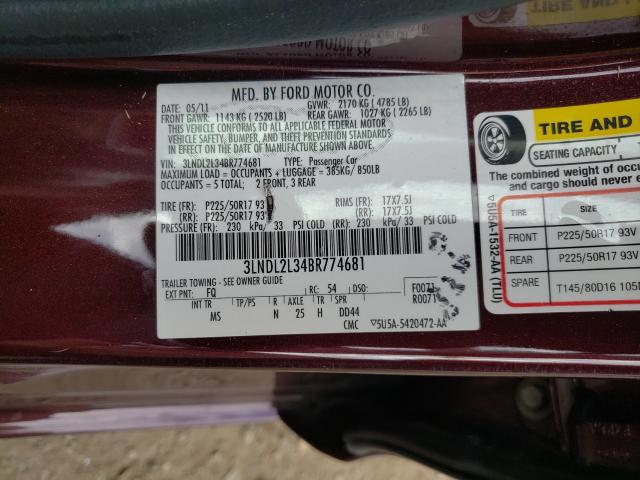 MFD. BY FORD MOTOR CO.
05/11
GVWR: 2170 KG ( 4785 LB)
FRONT GAWR: 1143 KG ( 2520 LB)
REAR GAWR: 1027 KG ( 2265 LB)
THIS VEHICLE CONFORMS TO ALL APPLICABLE FEDERAL MOTOR
VEHICLE SAFETY, BUMPER, AND THEFT PREVENTION STANDARDS
IN EFFECT ON THE DATE OF MANUFACTURE SHOWN ABOVE.
VIN: 3LNDL2L34BR774681 TYPE: Passenger Car
MAXIMUM LOAD = OCCUPANTS + LUGGAGE = 385KG/ 850LB
OCCUPANTS = 5 TOTAL: 2 FRONT, 3 REAR
TIRE (FR): P225/50R17 93 RIMS (FR): 17X7.5J
(RR): P225/50R17 93V (RR): 17X7.5J
PRESSURE (FR): 230 kPa/ 33 PSI COLD (RR): 230 kPa/ 33 PSI COLD
3LNDL2L34BR774681
TRAILER TOWING - SEE OWNER GUIDE
EXT PNT: FQ RC: 54 DSO:
F0071
R0071
INT TR TP/PS R AXLE TR SPR
MS N 25 H DD44
CMC 5U5A-5420472-AA
TIRE AND
SEATING CAPACITY
The combined weight of occupants
and cargo should never
TIRE SIZE
FRONT P225/50R17 93V
REAR P225/50R17 93V
SPARE T145/80D16 105
5U5A-1532-AA (TLU)
TIRE AND